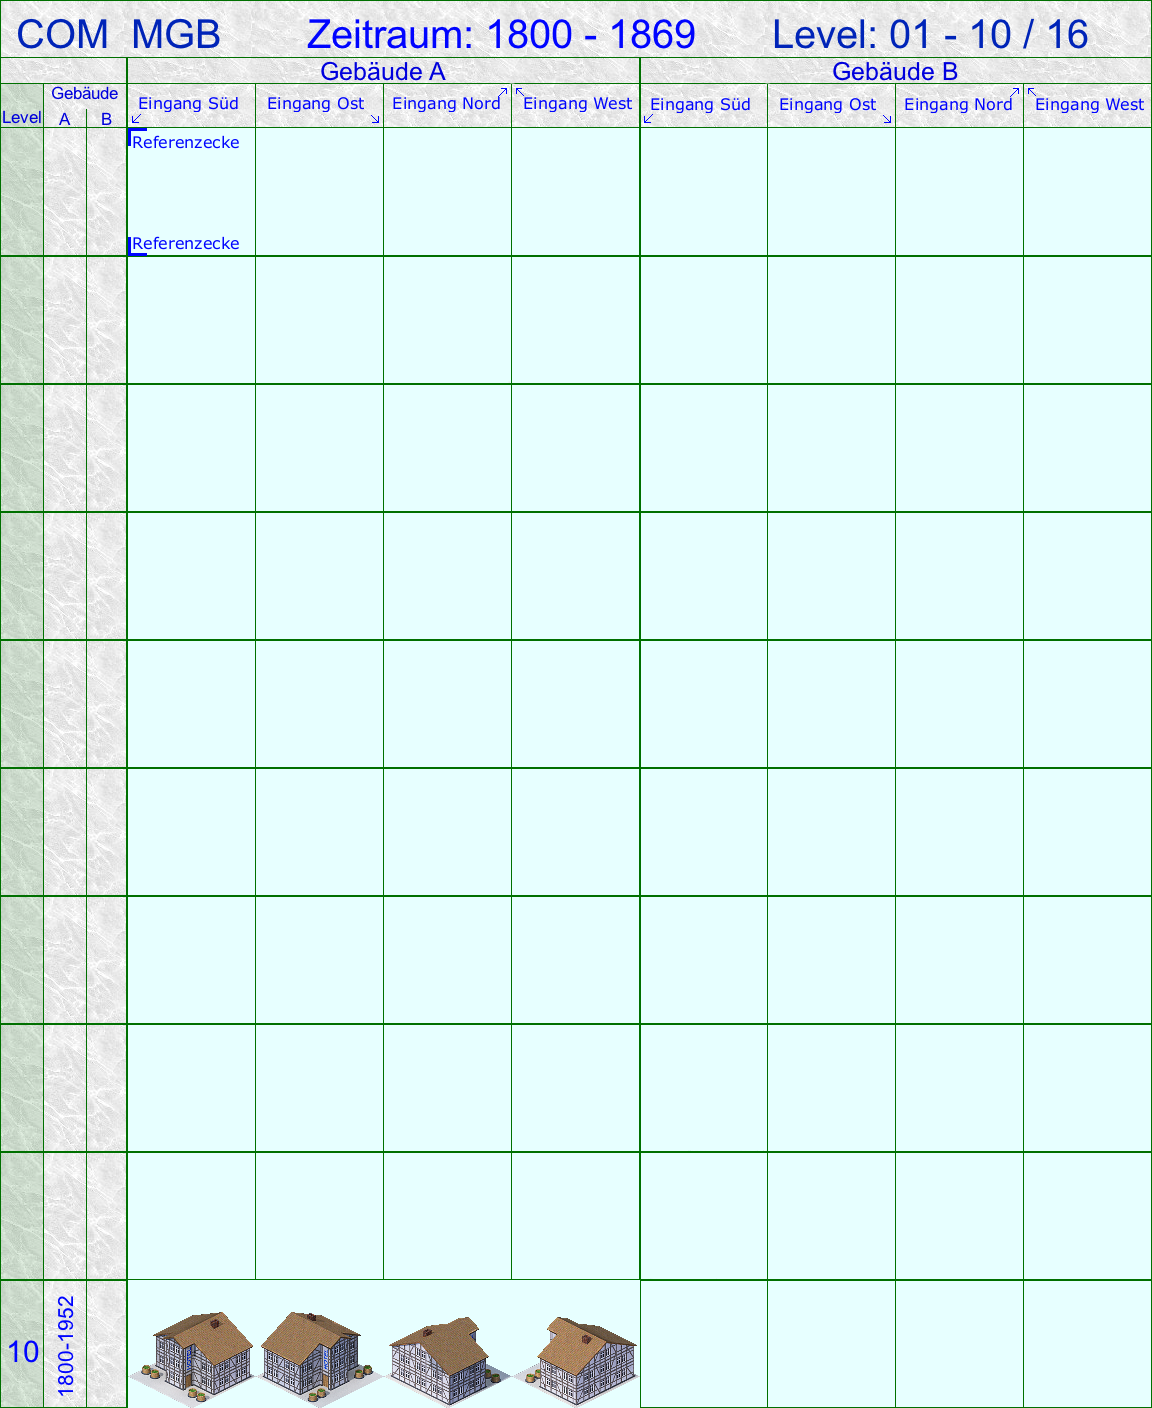 COM MGB Zeitraum: 1800 - 1869 Level: 01 - 10 / 16
Gebäude A Gebäude B
Level Gebäude A B Eingang Süd Eingang Ost Eingang Nord Eingang West Eingang Süd Eingang Ost Eingang Nord Eingang West
Referenzecke
Referenzecke
10 1800-1952